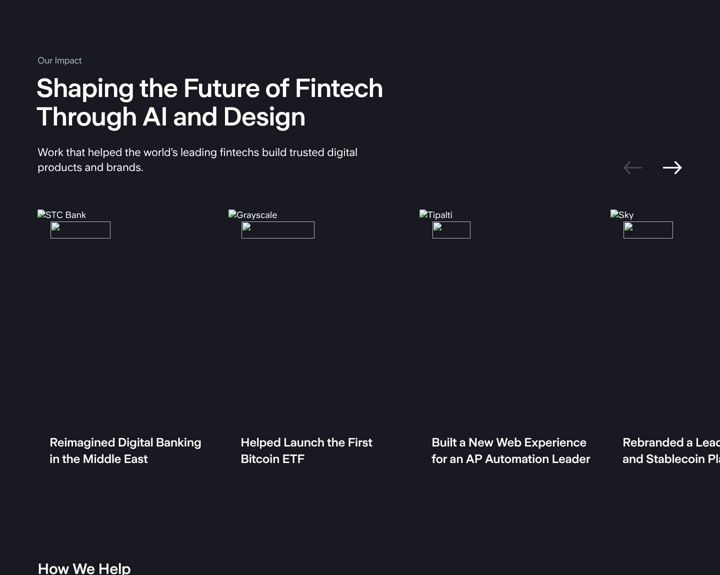 Our Impact
Shaping the Future of Fintech
Through AI and Design
Work that helped the world's leading fintechs build trusted digital
products and brands.
STC Bank
Grayscale
Tipalti
Sky
Reimagined Digital Banking
in the Middle East
Helped Launch the First
Bitcoin ETF
Built a New Web Experience
for an AP Automation Leader
Rebranded a
and Stablecoin
How We Help